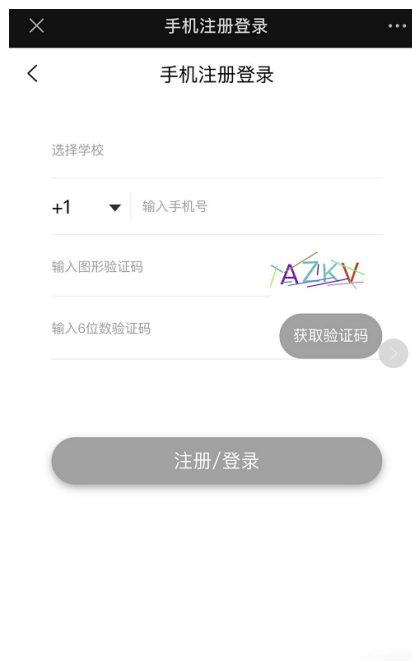 手机注册登录
手机注册登录
选择学校
+1 输入手机号
输入图形验证码 AZKV
输入6位数验证码 获取验证码
注册/登录